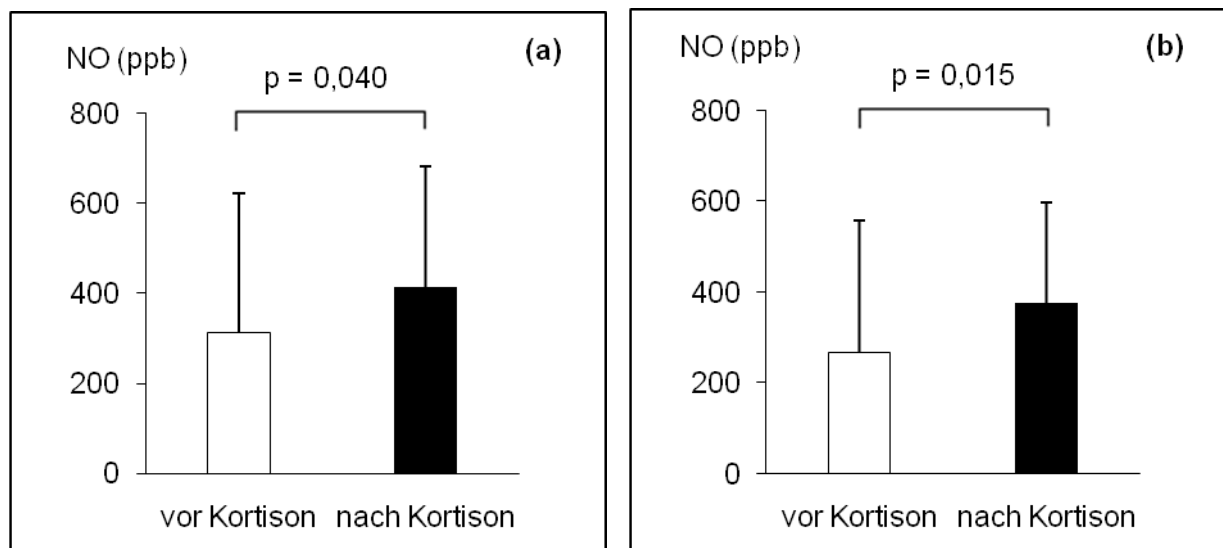 NO (ppb)
(a)
p = 0,040
800
600
400
200
0
vor Kortison nach Kortison
NO (ppb)
(b)
p = 0,015
800
600
400
200
0
vor Kortison nach Kortison